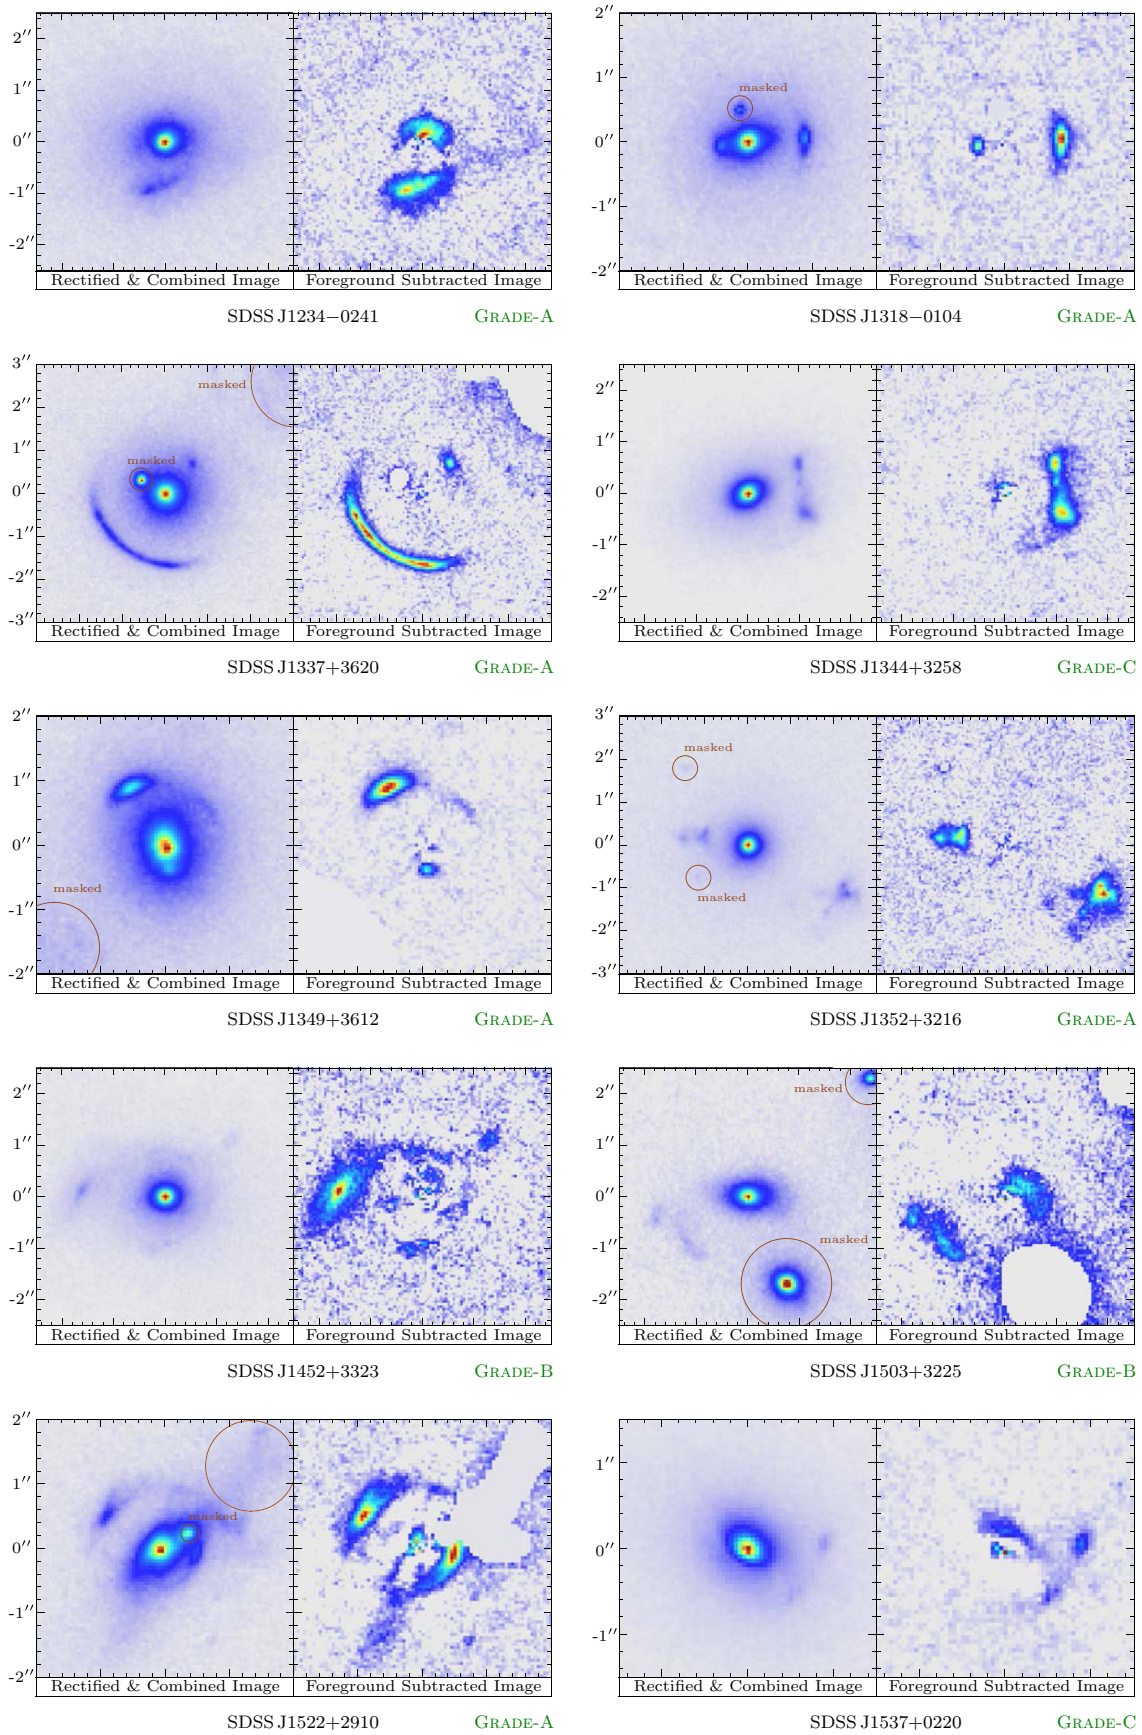 2′′
1′′
0′′
-1′′
-2′′
Rectified & Combined Image
Foreground Subtracted Image
SDSS J1234−0241
GRADE-A
2′′
1′′
masked
0′′
-1′′
-2′′
Rectified & Combined Image
Foreground Subtracted Image
SDSS J1318−0104
GRADE-A
3′′
masked
2′′
1′′
masked
0′′
-1′′
-2′′
-3′′
Rectified & Combined Image
Foreground Subtracted Image
SDSS J1337+3620
GRADE-A
2′′
1′′
0′′
-1′′
-2′′
Rectified & Combined Image
Foreground Subtracted Image
SDSS J1344+3258
GRADE-C
2′′
1′′
0′′
masked
-1′′
-2′′
Rectified & Combined Image
Foreground Subtracted Image
SDSS J1349+3612
GRADE-A
3′′
masked
2′′
1′′
0′′
-1′′
masked
-2′′
-3′′
Rectified & Combined Image
Foreground Subtracted Image
SDSS J1352+3216
GRADE-A
2′′
1′′
0′′
-1′′
-2′′
Rectified & Combined Image
Foreground Subtracted Image
SDSS J1452+3323
GRADE-B
2′′
masked
1′′
0′′
masked
-1′′
-2′′
Rectified & Combined Image
Foreground Subtracted Image
SDSS J1503+3225
GRADE-B
2′′
1′′
masked
0′′
-1′′
-2′′
Rectified & Combined Image
Foreground Subtracted Image
SDSS J1522+2910
GRADE-A
1′′
0′′
-1′′
Rectified & Combined Image
Foreground Subtracted Image
SDSS J1537+0220
GRADE-C